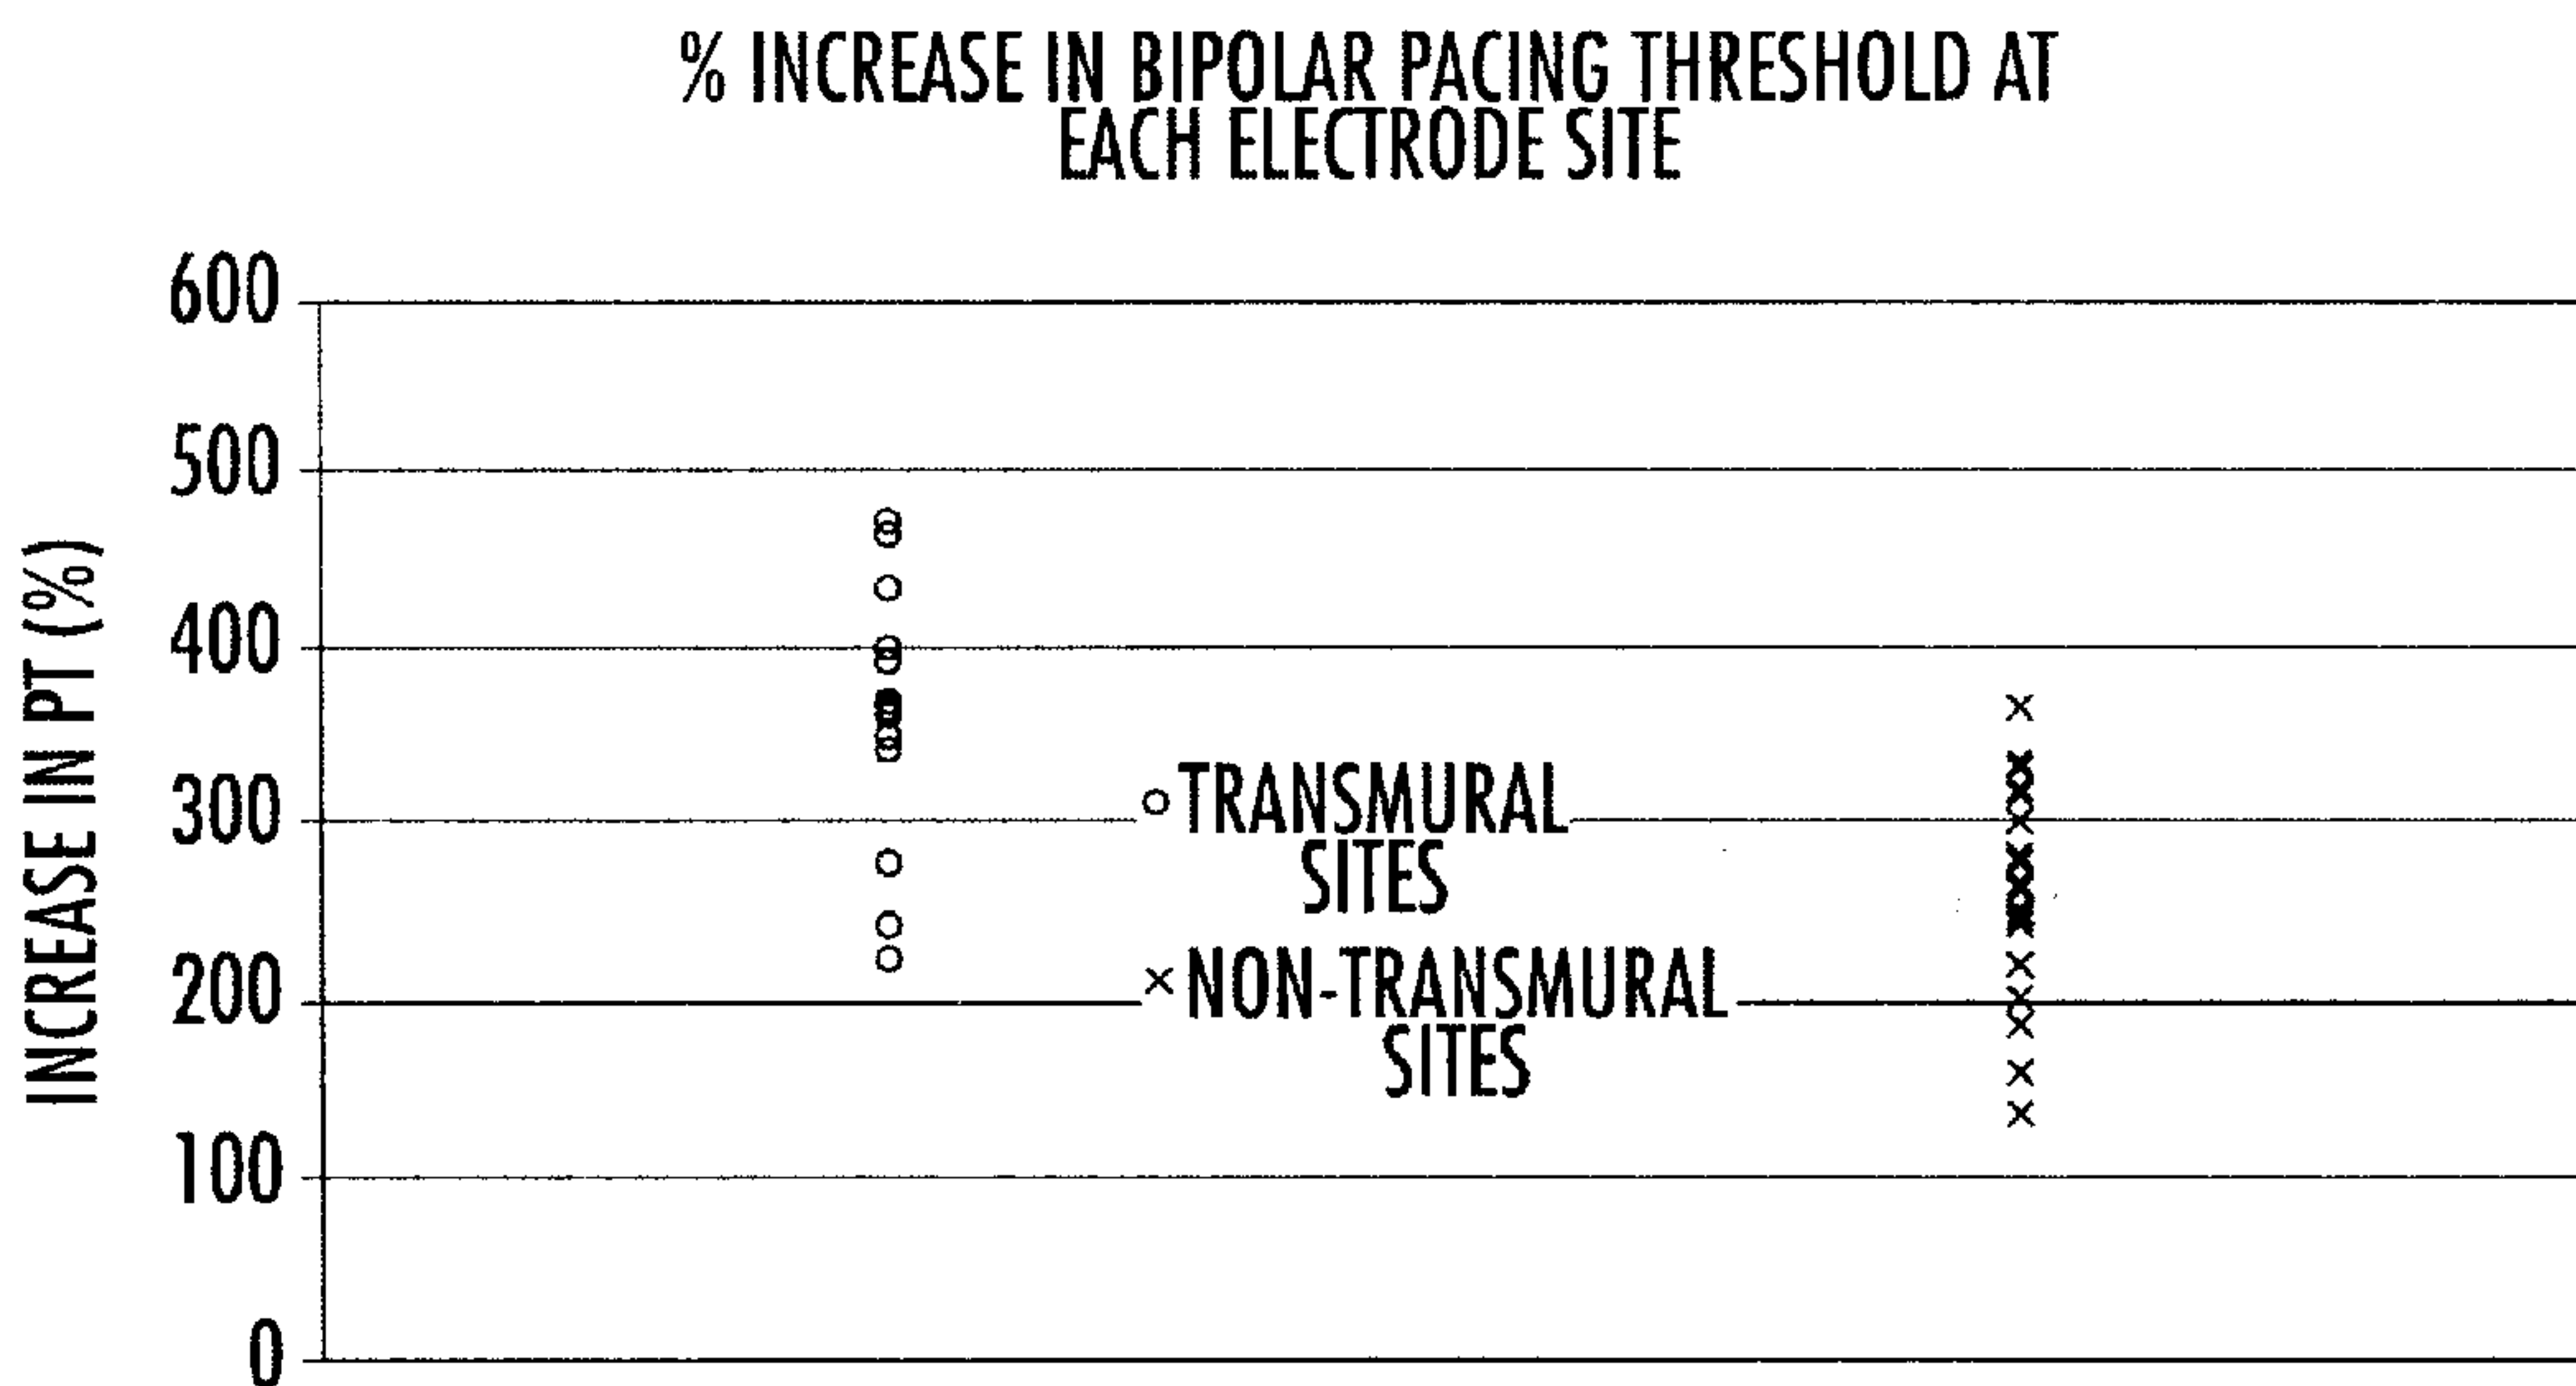 % INCREASE IN BIPOLAR PACING THRESHOLD AT
EACH ELECTRODE SITE
INCREASE IN PT (%)
600
500
400
300
200
100
0
TRANSMURAL
SITES
NON-TRANSMURAL
SITES